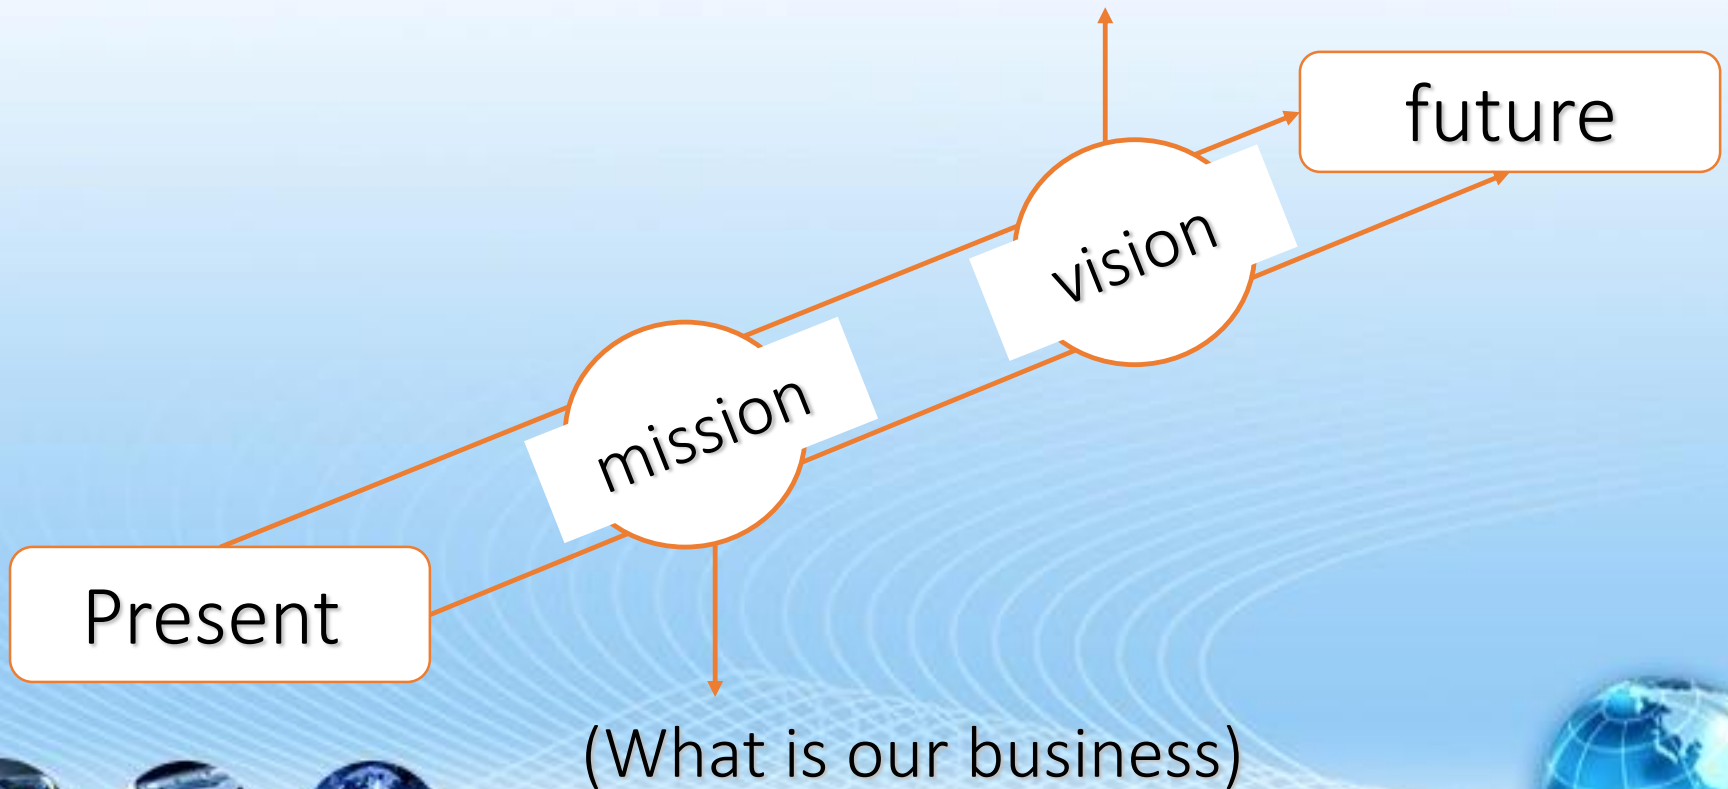 future
vision
mission
Present
(What is our business)